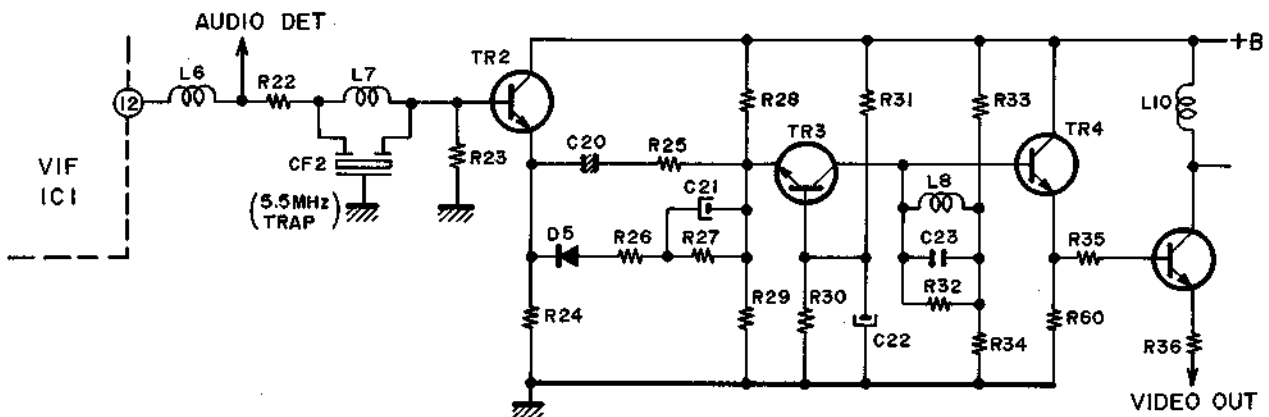 AUDIO DET
+B
TR2
L6
R22
L7
12
R28
R31
R33
L10
TR4
C20
R25
TR3
R23
CF2
VIF
IC1
(5.5MHz
TRAP)
C21
L8
D5
R26
R27
C23
R35
R32
R24
R29
R30
C22
R34
R60
R36
VIDEO OUT